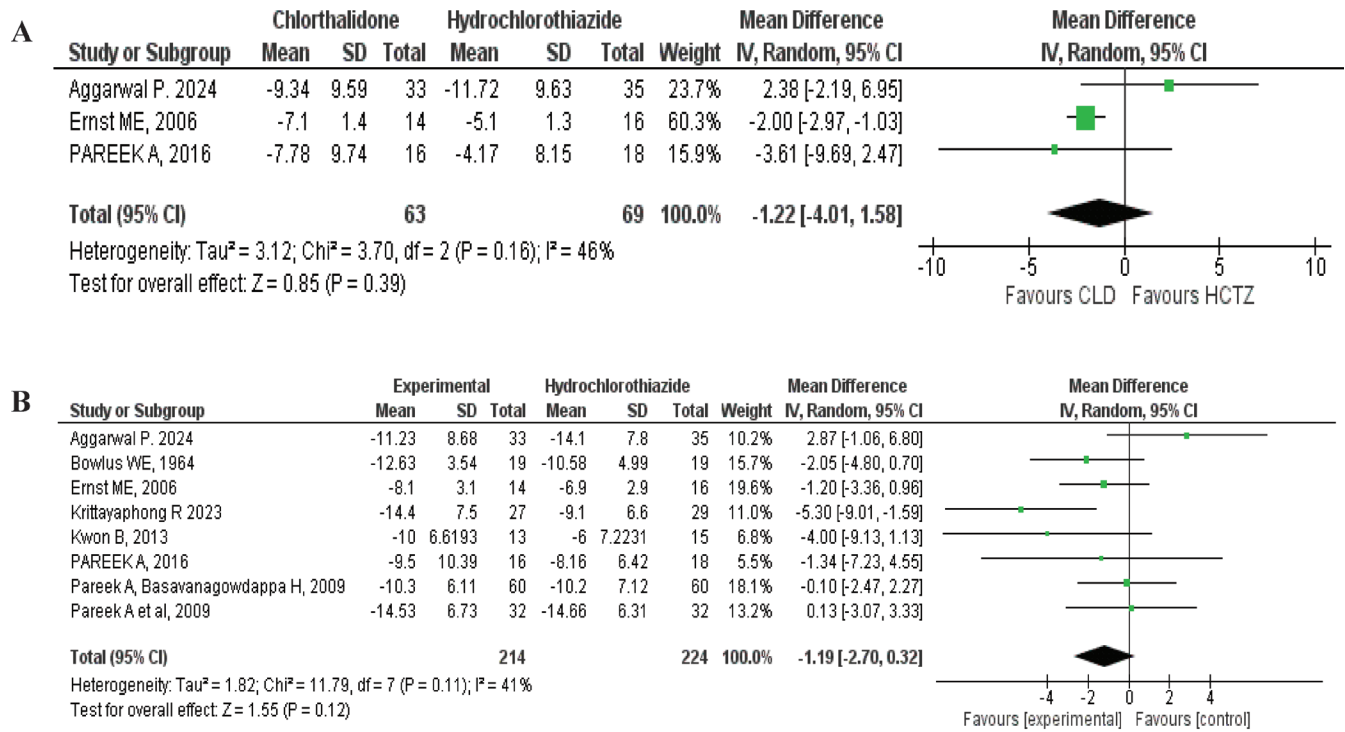 A
Chlorthalidone Hydrochlorothiazide Mean Difference Mean Difference
Study or Subgroup Mean SD Total Mean SD Total Weight IV, Random, 95% CI IV, Random, 95% CI
Aggarwal P. 2024 -9.34 9.59 33 -11.72 9.63 35 23.7% 2.38 [-2.19, 6.95]
Ernst ME, 2006 -7.1 1.4 14 -5.1 1.3 16 60.3% -2.00 [-2.97, -1.03]
PAREEK A, 2016 -7.78 9.74 16 -4.17 8.15 18 15.9% -3.61 [-9.69, 2.47]
Total (95% CI) 63 69 100.0% -1.22 [-4.01, 1.58]
Heterogeneity: Tau² = 3.12; Chi² = 3.70, df = 2 (P = 0.16); I² = 46%
Test for overall effect: Z = 0.85 (P = 0.39)
-10 -5 0 5 10
Favours CLD Favours HCTZ
B
Experimental Hydrochlorothiazide Mean Difference Mean Difference
Study or Subgroup Mean SD Total Mean SD Total Weight IV, Random, 95% CI IV, Random, 95% CI
Aggarwal P. 2024 -11.23 8.68 33 -14.1 7.8 35 10.2% 2.87 [-1.06, 6.80]
Bowlus WE, 1964 -12.63 3.54 19 -10.58 4.99 19 15.7% -2.05 [-4.80, 0.70]
Ernst ME, 2006 -8.1 3.1 14 -6.9 2.9 16 19.6% -1.20 [-3.36, 0.96]
Krittayaphong R 2023 -14.4 7.5 27 -9.1 6.6 29 11.0% -5.30 [-9.01, -1.59]
Kwon B, 2013 -10 6.6193 13 -6 7.2231 15 6.8% -4.00 [-9.13, 1.13]
PAREEK A, 2016 -9.5 10.39 16 -8.16 6.42 18 5.5% -1.34 [-7.23, 4.55]
Pareek A, Basavanagowdappa H, 2009 -10.3 6.11 60 -10.2 7.12 60 18.1% -0.10 [-2.47, 2.27]
Pareek A et al, 2009 -14.53 6.73 32 -14.66 6.31 32 13.2% 0.13 [-3.07, 3.33]
Total (95% CI) 214 224 100.0% -1.19 [-2.70, 0.32]
Heterogeneity: Tau² = 1.82; Chi² = 11.79, df = 7 (P = 0.11); I² = 41%
Test for overall effect: Z = 1.55 (P = 0.12)
-4 -2 0 2 4
Favours [experimental] Favours [control]